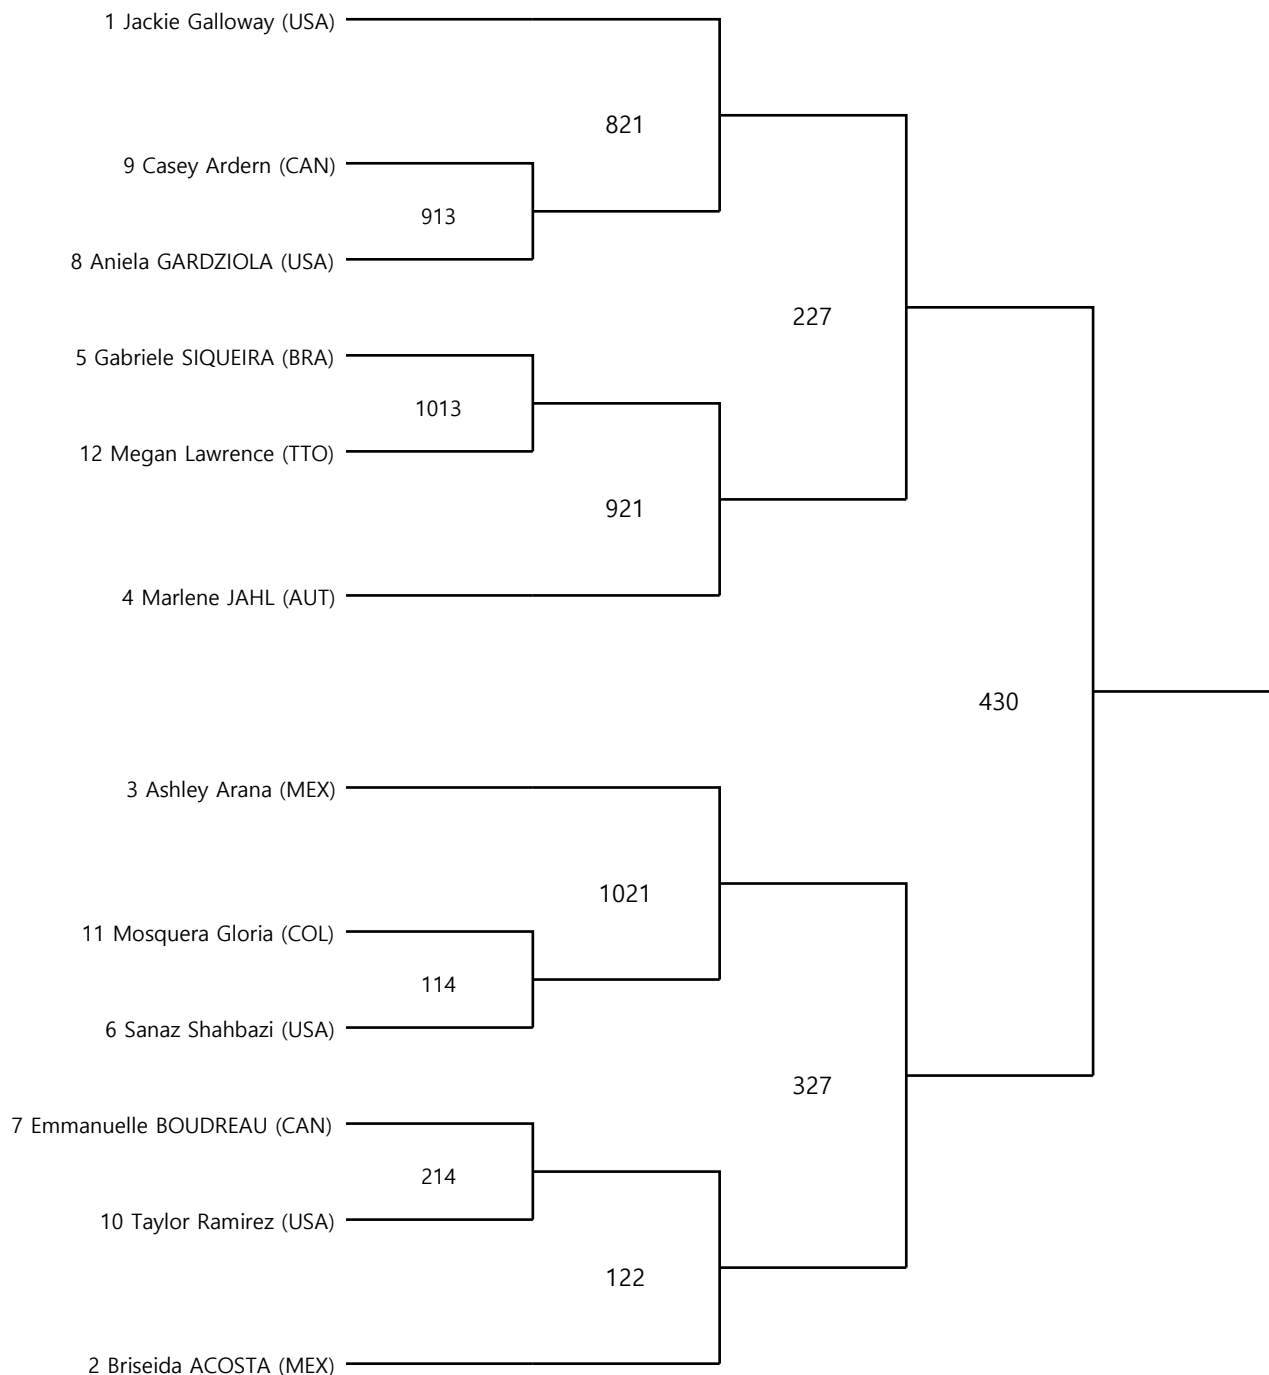 1 Jackie Galloway (USA)
821
9 Casey Ardern (CAN)
913
8 Aniela GARDZIOLA (USA)
227
5 Gabriele SIQUEIRA (BRA)
1013
12 Megan Lawrence (TTO)
921
4 Marlene JAHL (AUT)
430
3 Ashley Arana (MEX)
1021
11 Mosquera Gloria (COL)
114
6 Sanaz Shahbazi (USA)
327
7 Emmanuelle BOUDREAU (CAN)
214
10 Taylor Ramirez (USA)
122
2 Briseida ACOSTA (MEX)